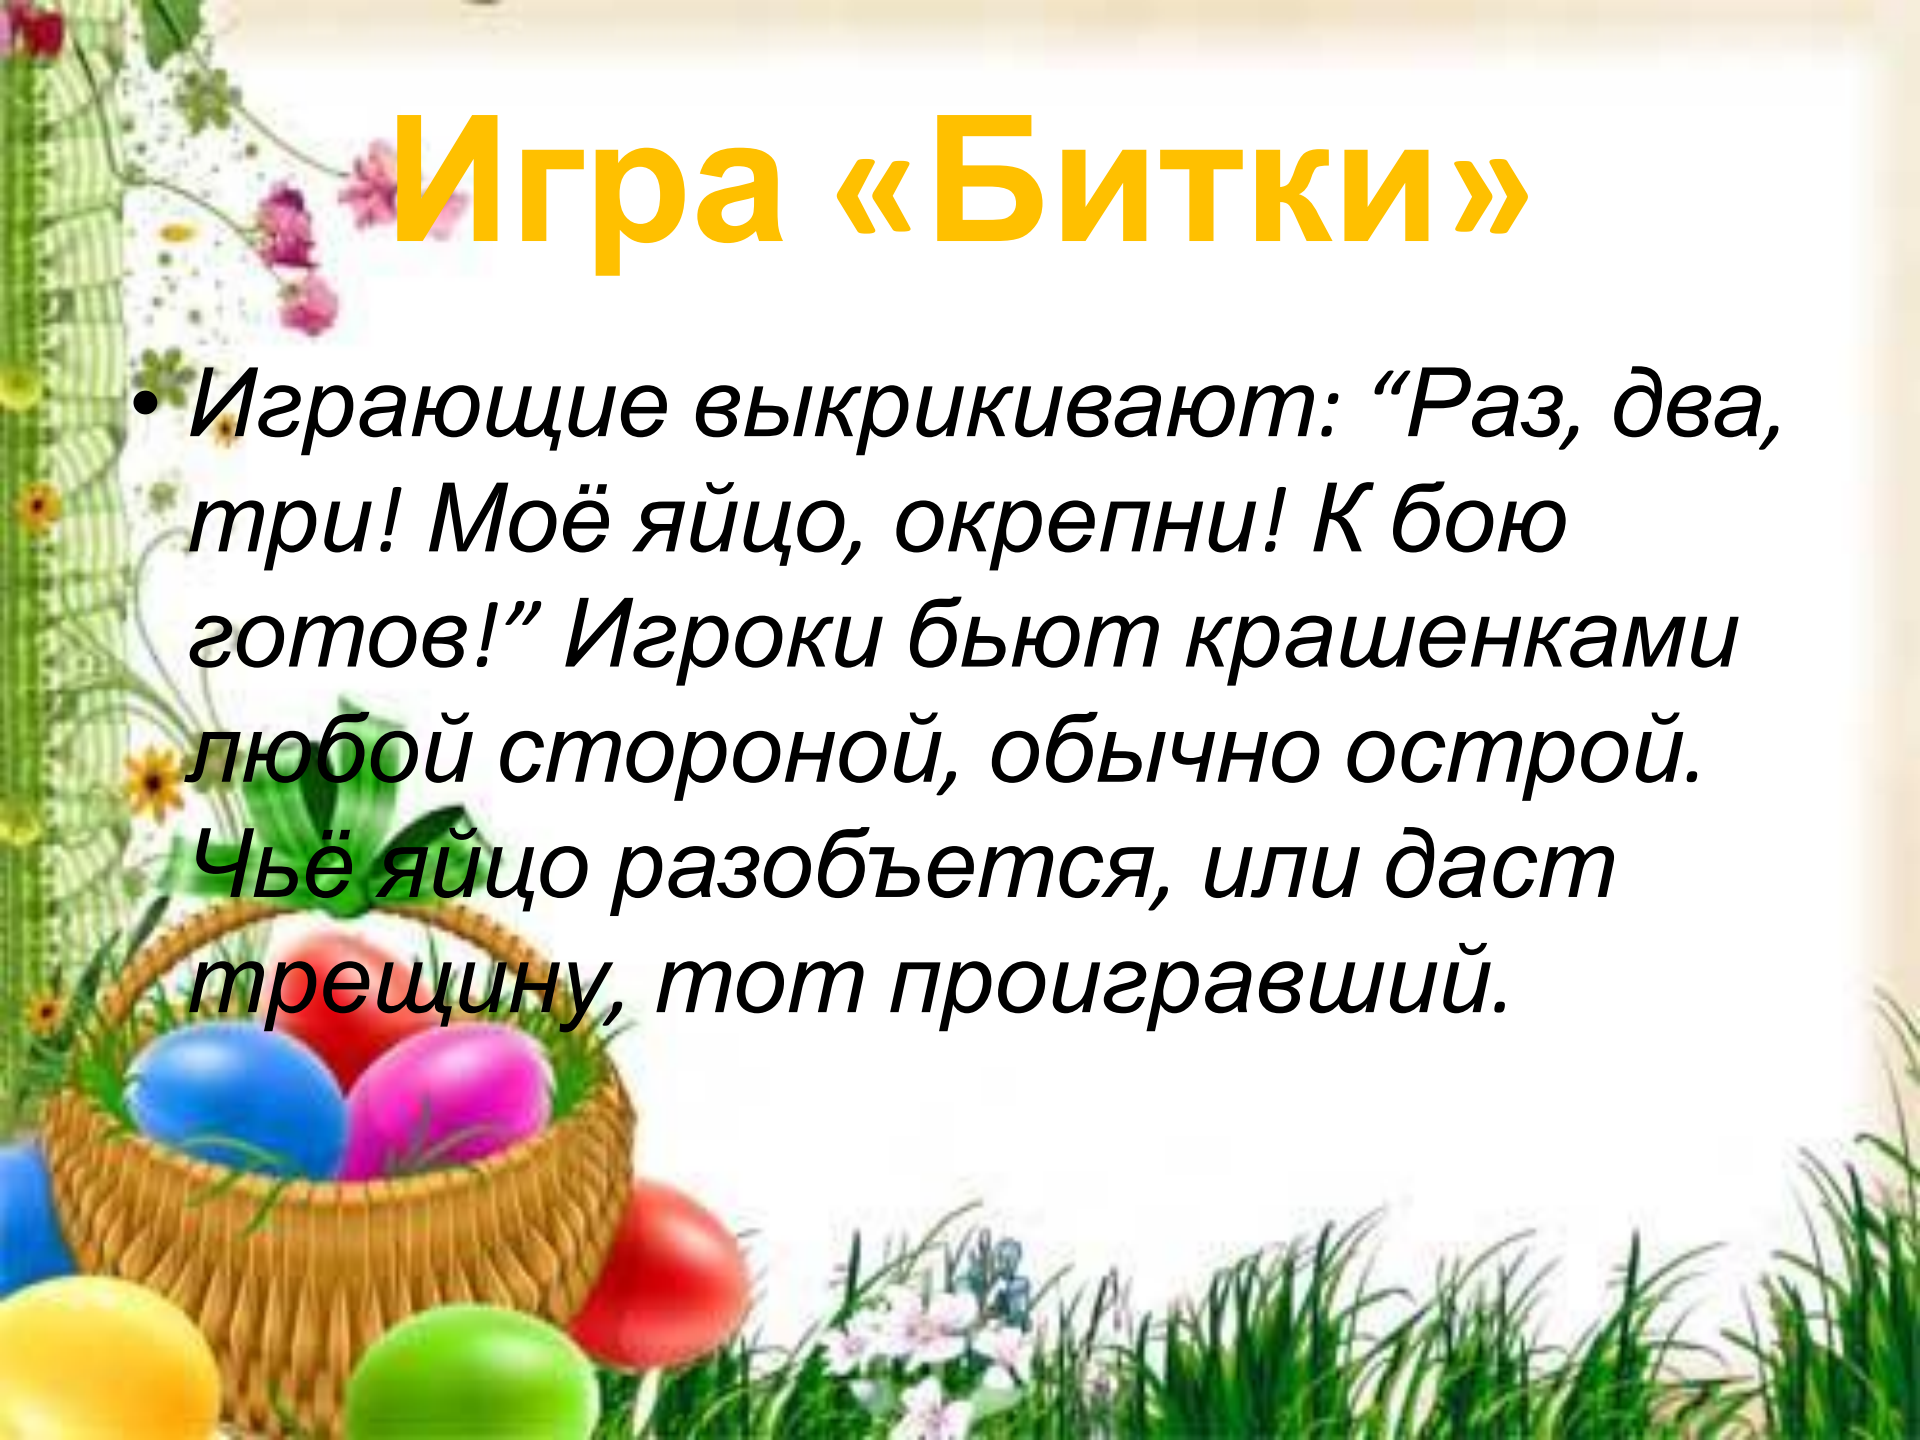 Игра «Битки»
• Играющие выкрикивают: “Раз, два,
три! Моё яйцо, окрепни! К бою
готов!” Игроки бьют крашенками
любой стороной, обычно острой.
Чьё яйцо разобъется, или даст
трещину, тот проигравший.